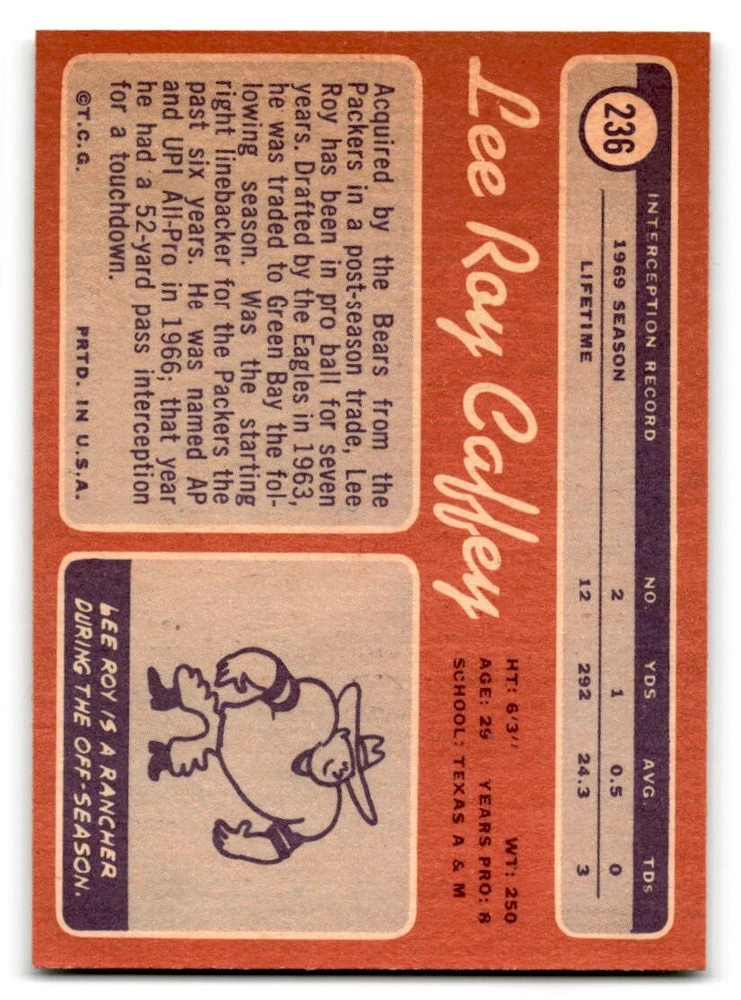 236
INTERCEPTION RECORD NO. YDS. AVG. TDs
1969 SEASON 2 1 0.5 0
LIFETIME 12 292 24.3 3
Lee Roy Caffey
HT: 6'3" WT: 250
AGE: 29 YEARS PRO: 8
SCHOOL: TEXAS A & M
Acquired by the Bears from the
Packers in a post-season trade, Lee
Roy has been in pro ball for seven
years. Drafted by the Eagles in 1963,
he was traded to Green Bay the fol-
lowing season. Was the starting
right linebacker for the Packers the
past six years. He was named AP
and UPI All-Pro in 1966; that year
he had a 52-yard pass interception
for a touchdown.
©T.C.G. PRTD. IN U.S.A.
LEE ROY IS A RANCHER
DURING THE OFF-SEASON.